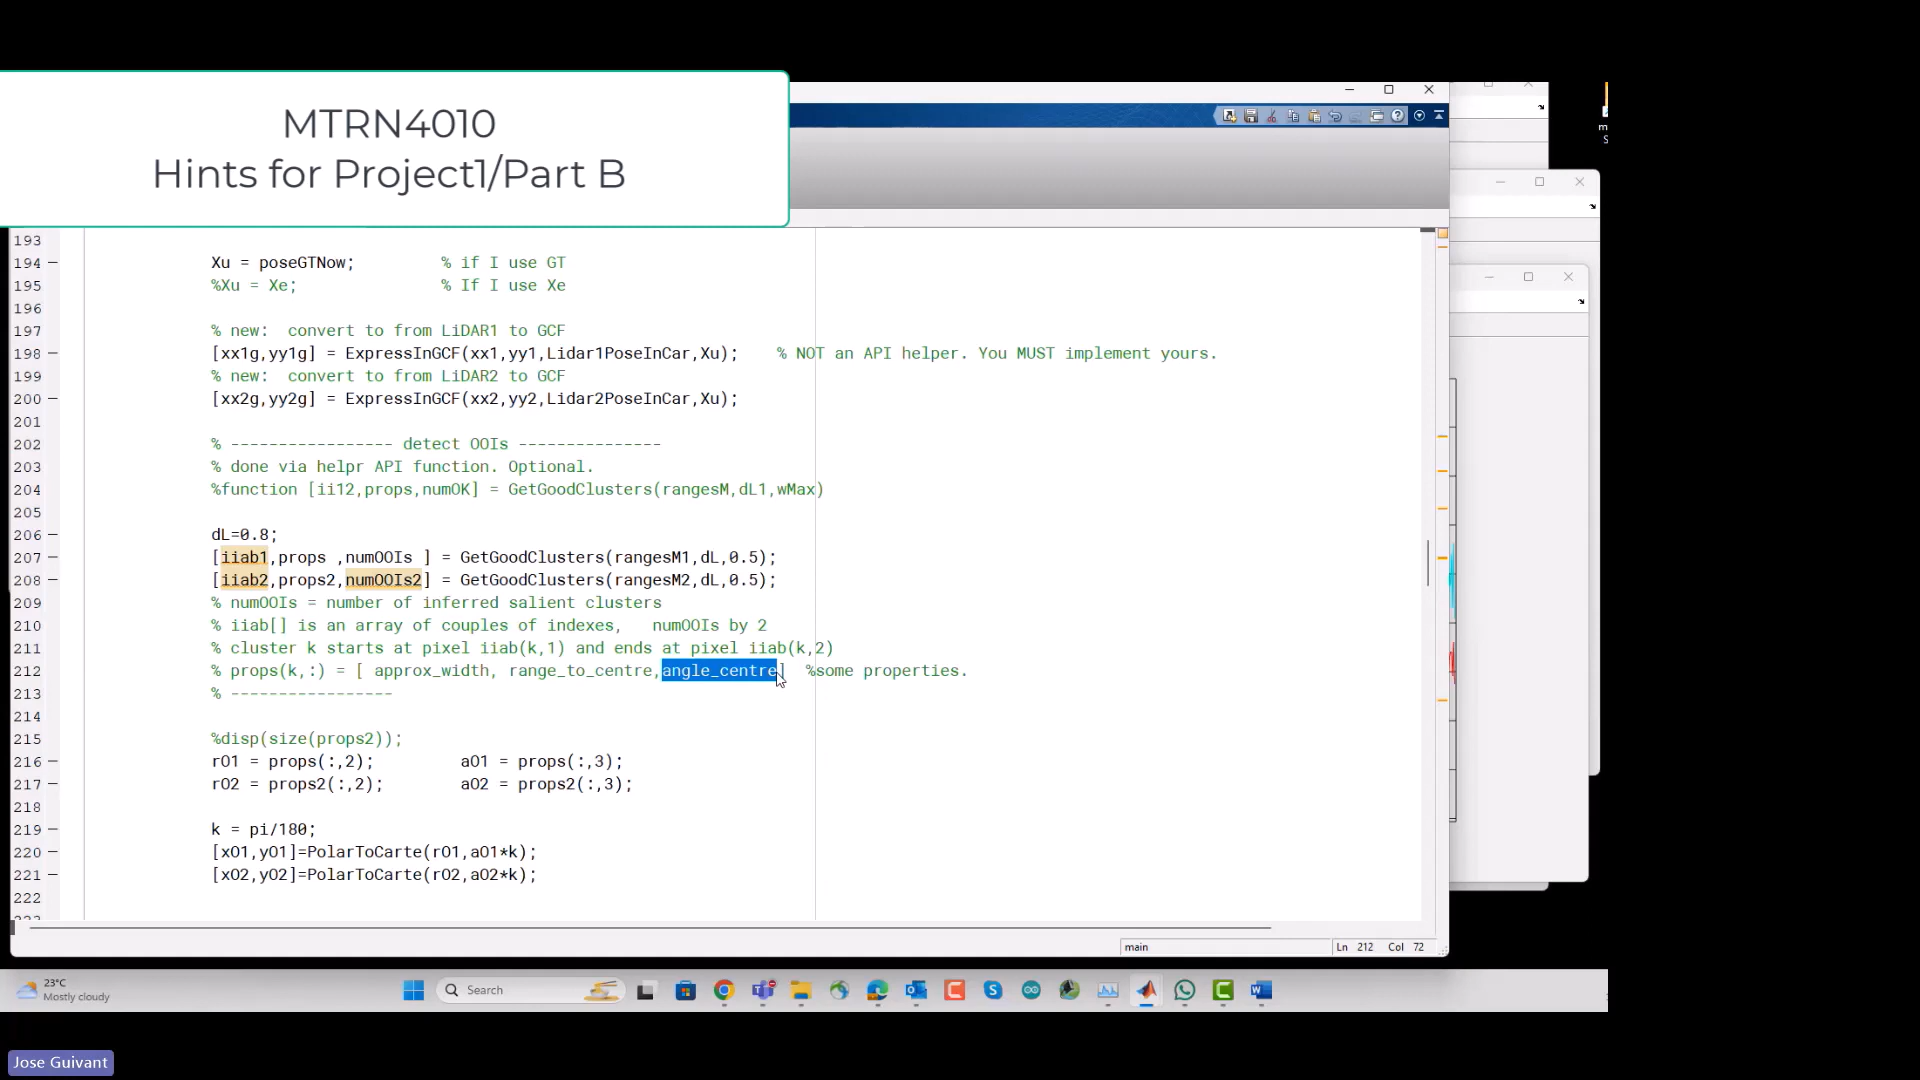 MTRN4010
Hints for Project1/Part B
193
194 Xu = poseGTNow; % if I use GT
195 %Xu = Xe; % If I use Xe
196
197 % new: convert to from LiDAR1 to GCF
198 [xx1g,yy1g] = ExpressInGCF(xx1,yy1,Lidar1PoseInCar,Xu); % NOT an API helper. You MUST implement yours.
199 % new: convert to from LiDAR2 to GCF
200 [xx2g,yy2g] = ExpressInGCF(xx2,yy2,Lidar2PoseInCar,Xu);
201
202 % ----------------- detect OOIs ---------------
203 % done via helpr API function. Optional.
204 %function [ii12,props,numOK] = GetGoodClusters(rangesM,dL1,wMax)
205
206 dL=0.8;
207 [iiab1,props ,numOOIs ] = GetGoodClusters(rangesM1,dL,0.5);
208 [iiab2,props2,numOOIs2] = GetGoodClusters(rangesM2,dL,0.5);
209 % numOOIs = number of inferred salient clusters
210 % iiab[] is an array of couples of indexes, numOOIs by 2
211 % cluster k starts at pixel iiab(k,1) and ends at pixel iiab(k,2)
212 % props(k,:) = [ approx_width, range_to_centre,angle_centre] %some properties.
213 % -----------------
214
215 %disp(size(props2));
216 rO1 = props(:,2); aO1 = props(:,3);
217 rO2 = props2(:,2); aO2 = props2(:,3);
218
219 k = pi/180;
220 [xO1,yO1]=PolarToCarte(rO1,aO1*k);
221 [xO2,yO2]=PolarToCarte(rO2,aO2*k);
222
main
Ln 212 Col 72
23°C
Mostly cloudy
Search
Jose Guivant